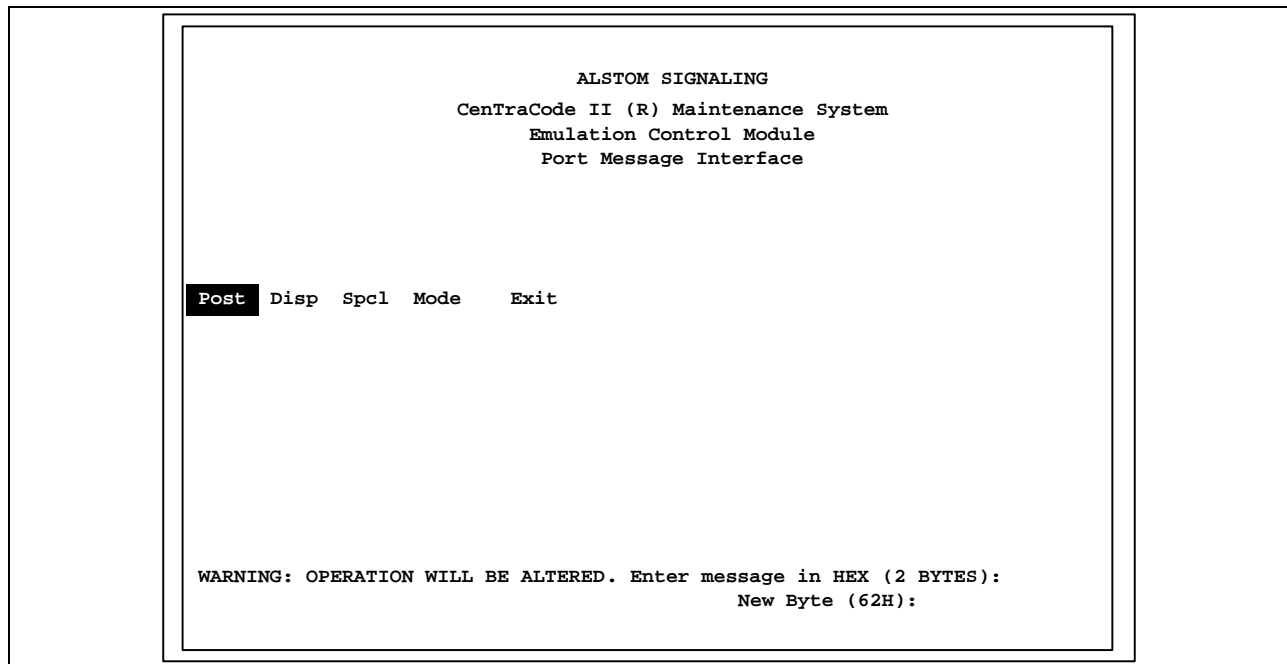 ALSTOM SIGNALING
CenTraCode II (R) Maintenance System
Emulation Control Module
Port Message Interface
Post Disp Spcl Mode Exit
WARNING: OPERATION WILL BE ALTERED. Enter message in HEX (2 BYTES):
New Byte (62H):